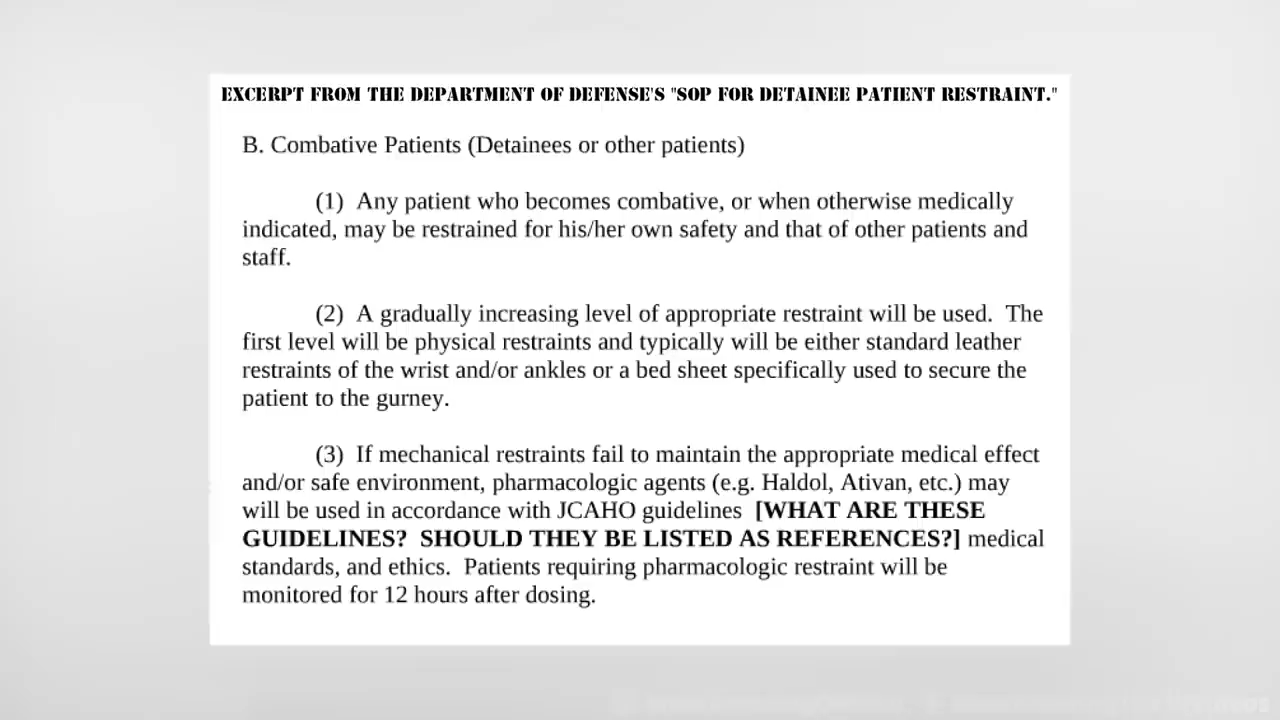 EXCERPT FROM THE DEPARTMENT OF DEFENSE'S "SOP FOR DETAINEE PATIENT RESTRAINT."
B. Combative Patients (Detainees or other patients)
(1) Any patient who becomes combative, or when otherwise medically
indicated, may be restrained for his/her own safety and that of other patients and
staff.
(2) A gradually increasing level of appropriate restraint will be used. The
first level will be physical restraints and typically will be either standard leather
restraints of the wrist and/or ankles or a bed sheet specifically used to secure the
patient to the gurney.
(3) If mechanical restraints fail to maintain the appropriate medical effect
and/or safe environment, pharmacologic agents (e.g. Haldol, Ativan, etc.) may
will be used in accordance with JCAHO guidelines [WHAT ARE THESE
GUIDELINES? SHOULD THEY BE LISTED AS REFERENCES?] medical
standards, and ethics. Patients requiring pharmacologic restraint will be
monitored for 12 hours after dosing.